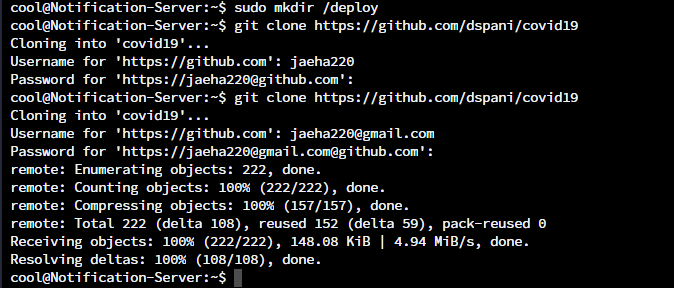 cool@Notification-Server:~$ sudo mkdir /deploy
cool@Notification-Server:~$ git clone https://github.com/dspani/covid19
Cloning into 'covid19'...
Username for 'https://github.com': jaeha220
Password for 'https://jaeha220@github.com':
cool@Notification-Server:~$ git clone https://github.com/dspani/covid19
Cloning into 'covid19'...
Username for 'https://github.com': jaeha220@gmail.com
Password for 'https://jaeha220@gmail.com@github.com':
remote: Enumerating objects: 222, done.
remote: Counting objects: 100% (222/222), done.
remote: Compressing objects: 100% (157/157), done.
remote: Total 222 (delta 108), reused 152 (delta 59), pack-reused 0
Receiving objects: 100% (222/222), 148.08 KiB | 4.94 MiB/s, done.
Resolving deltas: 100% (108/108), done.
cool@Notification-Server:~$